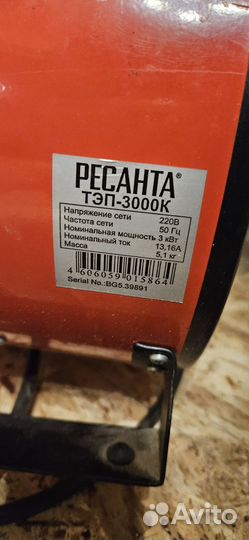 РЕСАНТА®
ТЭП-3000К
Напряжение сети 220В
Частота сети 50 Гц
Номинальная мощность 3 кВт
Номинальный ток 13,16А
Масса 5,1 кг
4 606059 015864
Serial No.:BG5.39891
Avito